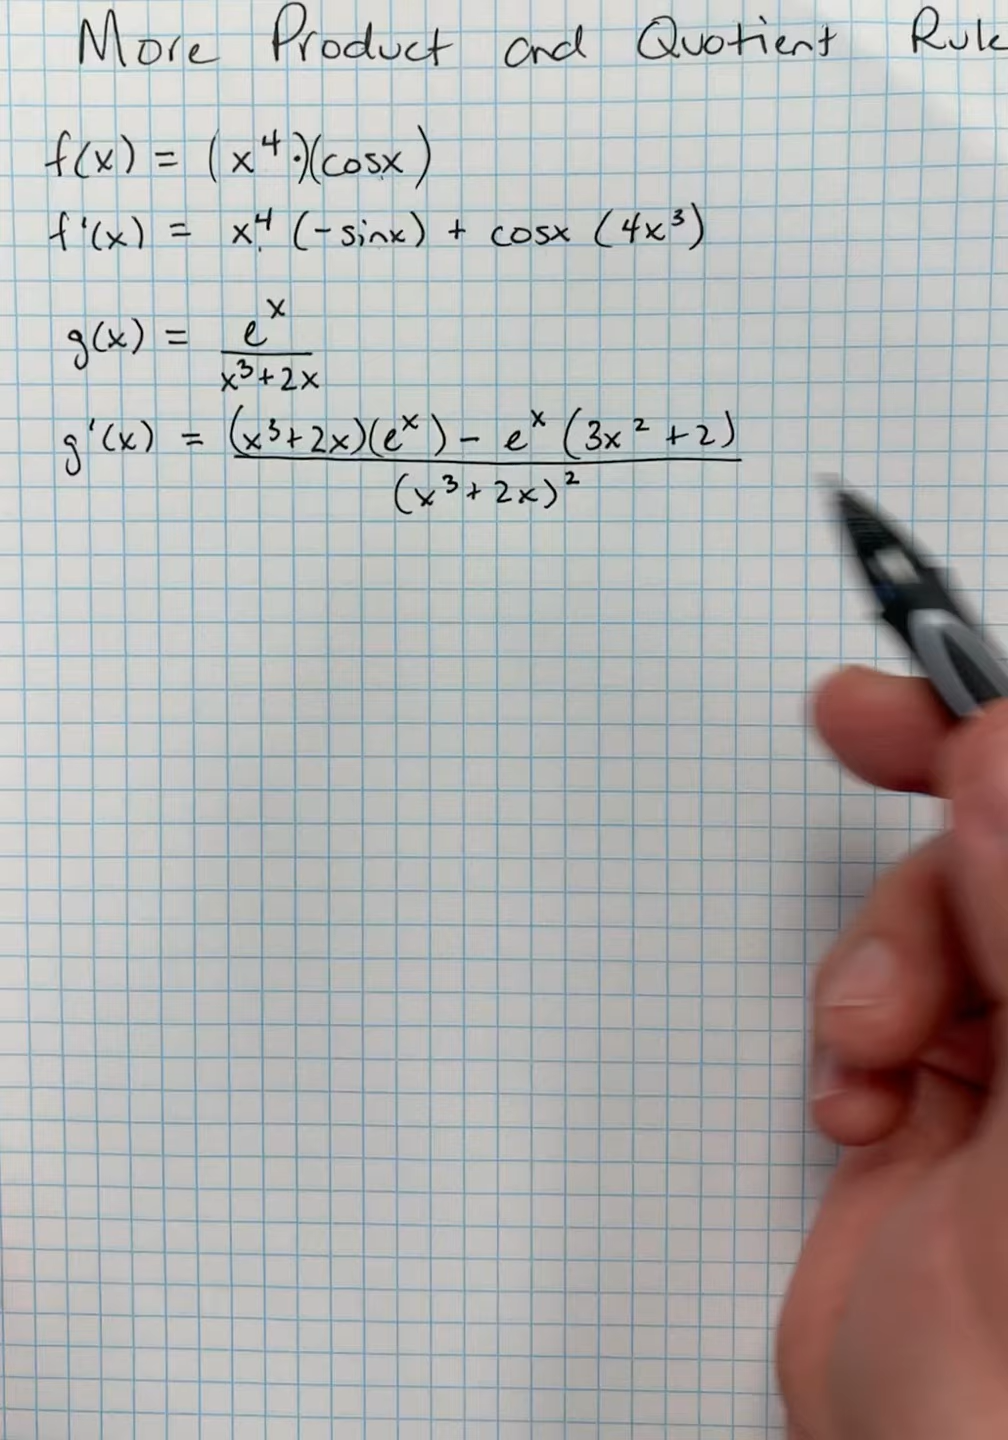 More Product and Quotient Rule
f(x) = (x⁴·)(cosx)
f'(x) = x⁴ (-sinx) + cosx (4x³)
g(x) = eˣ / x³+2x
g'(x) = (x³+2x)(eˣ) - eˣ (3x² +2) / (x³+2x)²